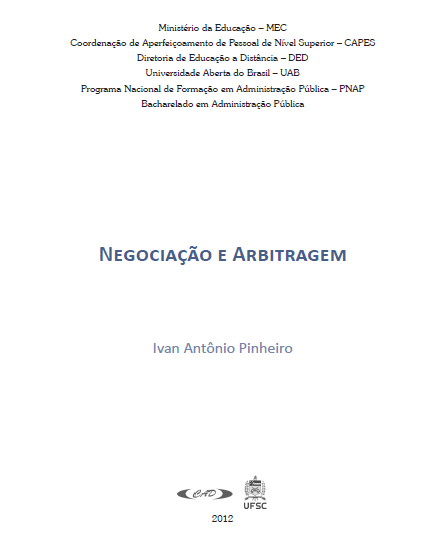 Ministério da Educação – MEC
Coordenação de Aperfeiçoamento de Pessoal de Nível Superior – CAPES
Diretoria de Educação a Distância – DED
Universidade Aberta do Brasil – UAB
Programa Nacional de Formação em Administração Pública – PNAP
Bacharelado em Administração Pública
Negociação e Arbitragem
Ivan Antônio Pinheiro
CAD
UFSC
2012